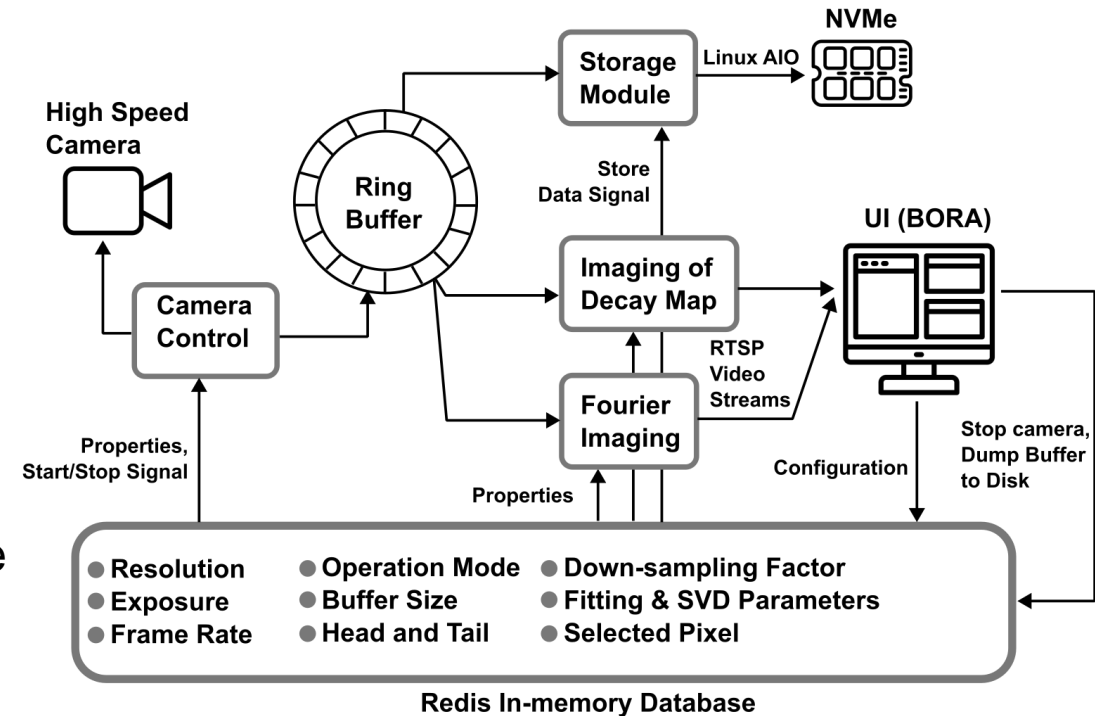 NVMe
Storage
Module
Linux AIO
High Speed
Camera
Ring
Buffer
Store
Data Signal
UI (BORA)
Imaging of
Decay Map
Camera
Control
RTSP
Video
Streams
Fourier
Imaging
Properties,
Start/Stop Signal
Properties
Configuration
Stop camera,
Dump Buffer
to Disk
e
Resolution
Exposure
Frame Rate
Operation Mode
Buffer Size
Head and Tail
Down-sampling Factor
Fitting & SVD Parameters
Selected Pixel
Redis In-memory Database